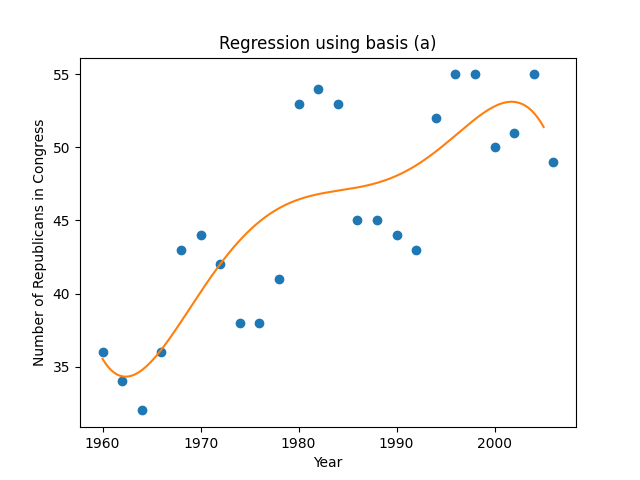 Regression using basis (a)
Number of Republicans in Congress
55
50
45
40
35
1960 1970 1980 1990 2000
Year